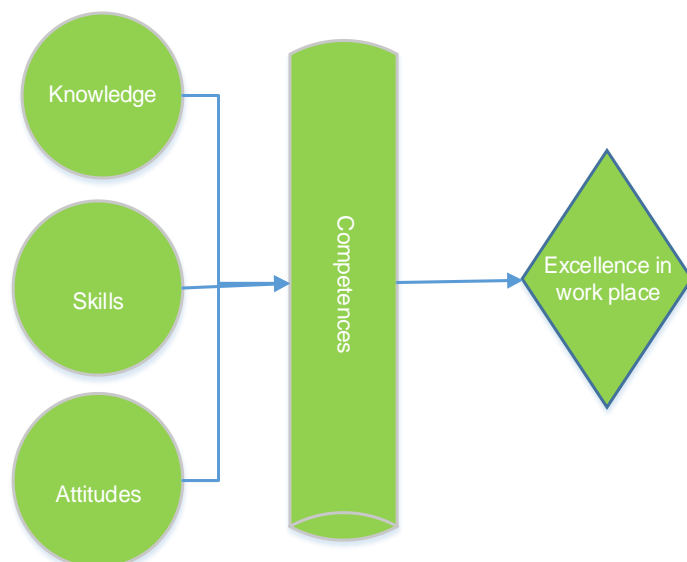 Knowledge
Skills
Attitudes
Competences
Excellence in
work place